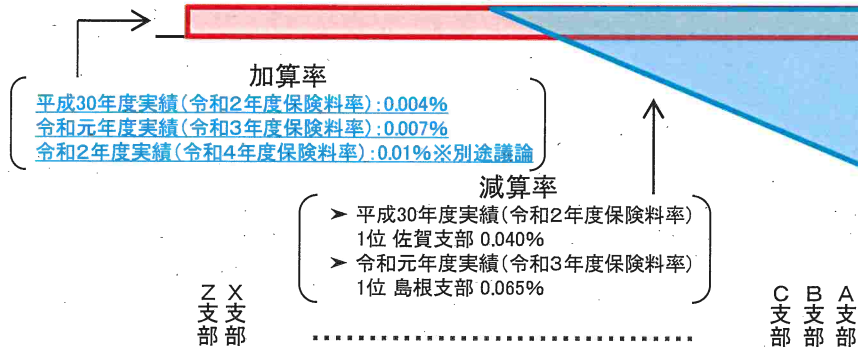 加算率
平成30年度実績(令和2年度保険料率):0.004%
令和元年度実績(令和3年度保険料率):0.007%
令和2年度実績(令和4年度保険料率):0.01%※別途議論
減算率
➤ 平成30年度実績(令和2年度保険料率)
1位 佐賀支部 0.040%
➤ 令和元年度実績(令和3年度保険料率)
1位 島根支部 0.065%
Z支部
X支部
C支部
B支部
A支部